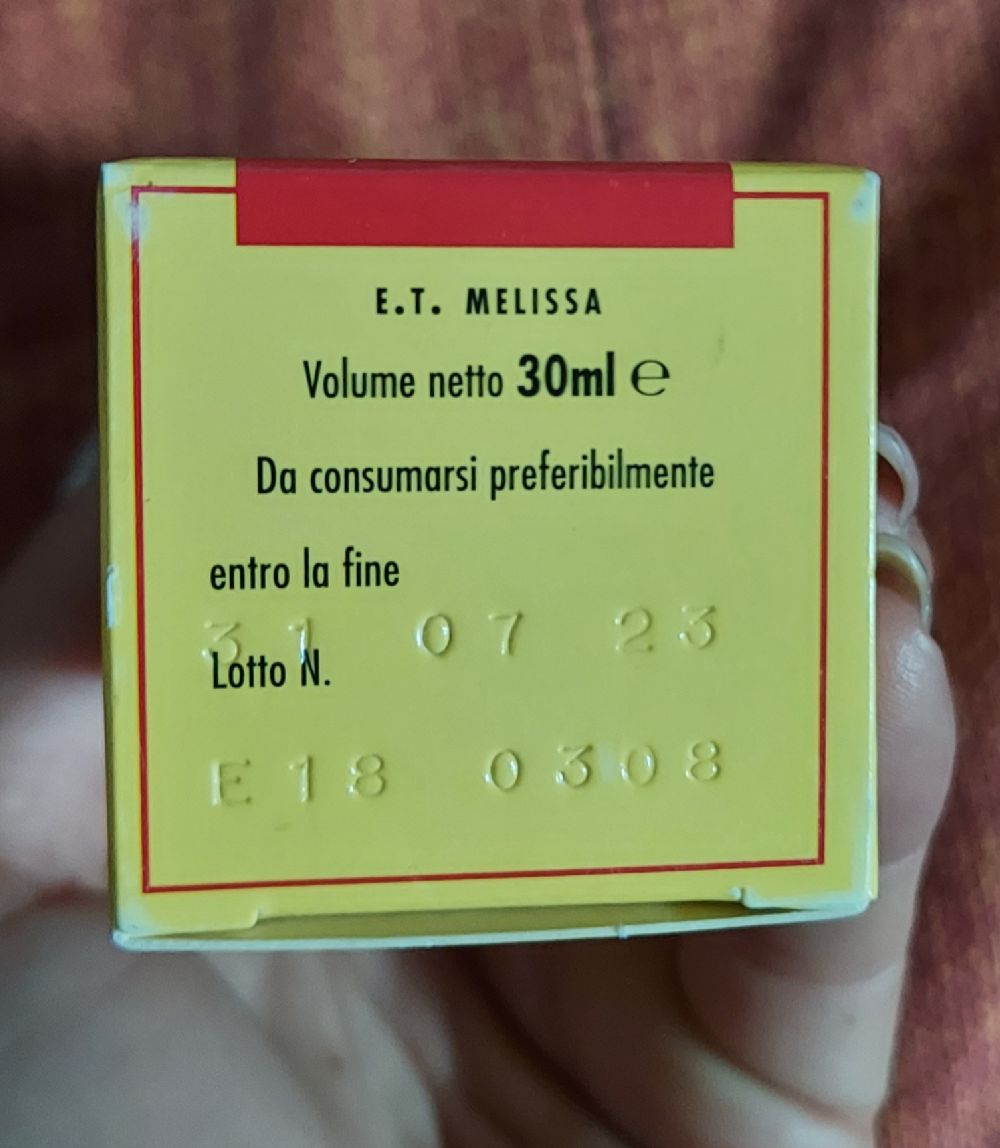 E.T. MELISSA
Volume netto 30ml ℮
Da consumarsi preferibilmente
entro la fine
31 07 23
Lotto N.
E18 0308